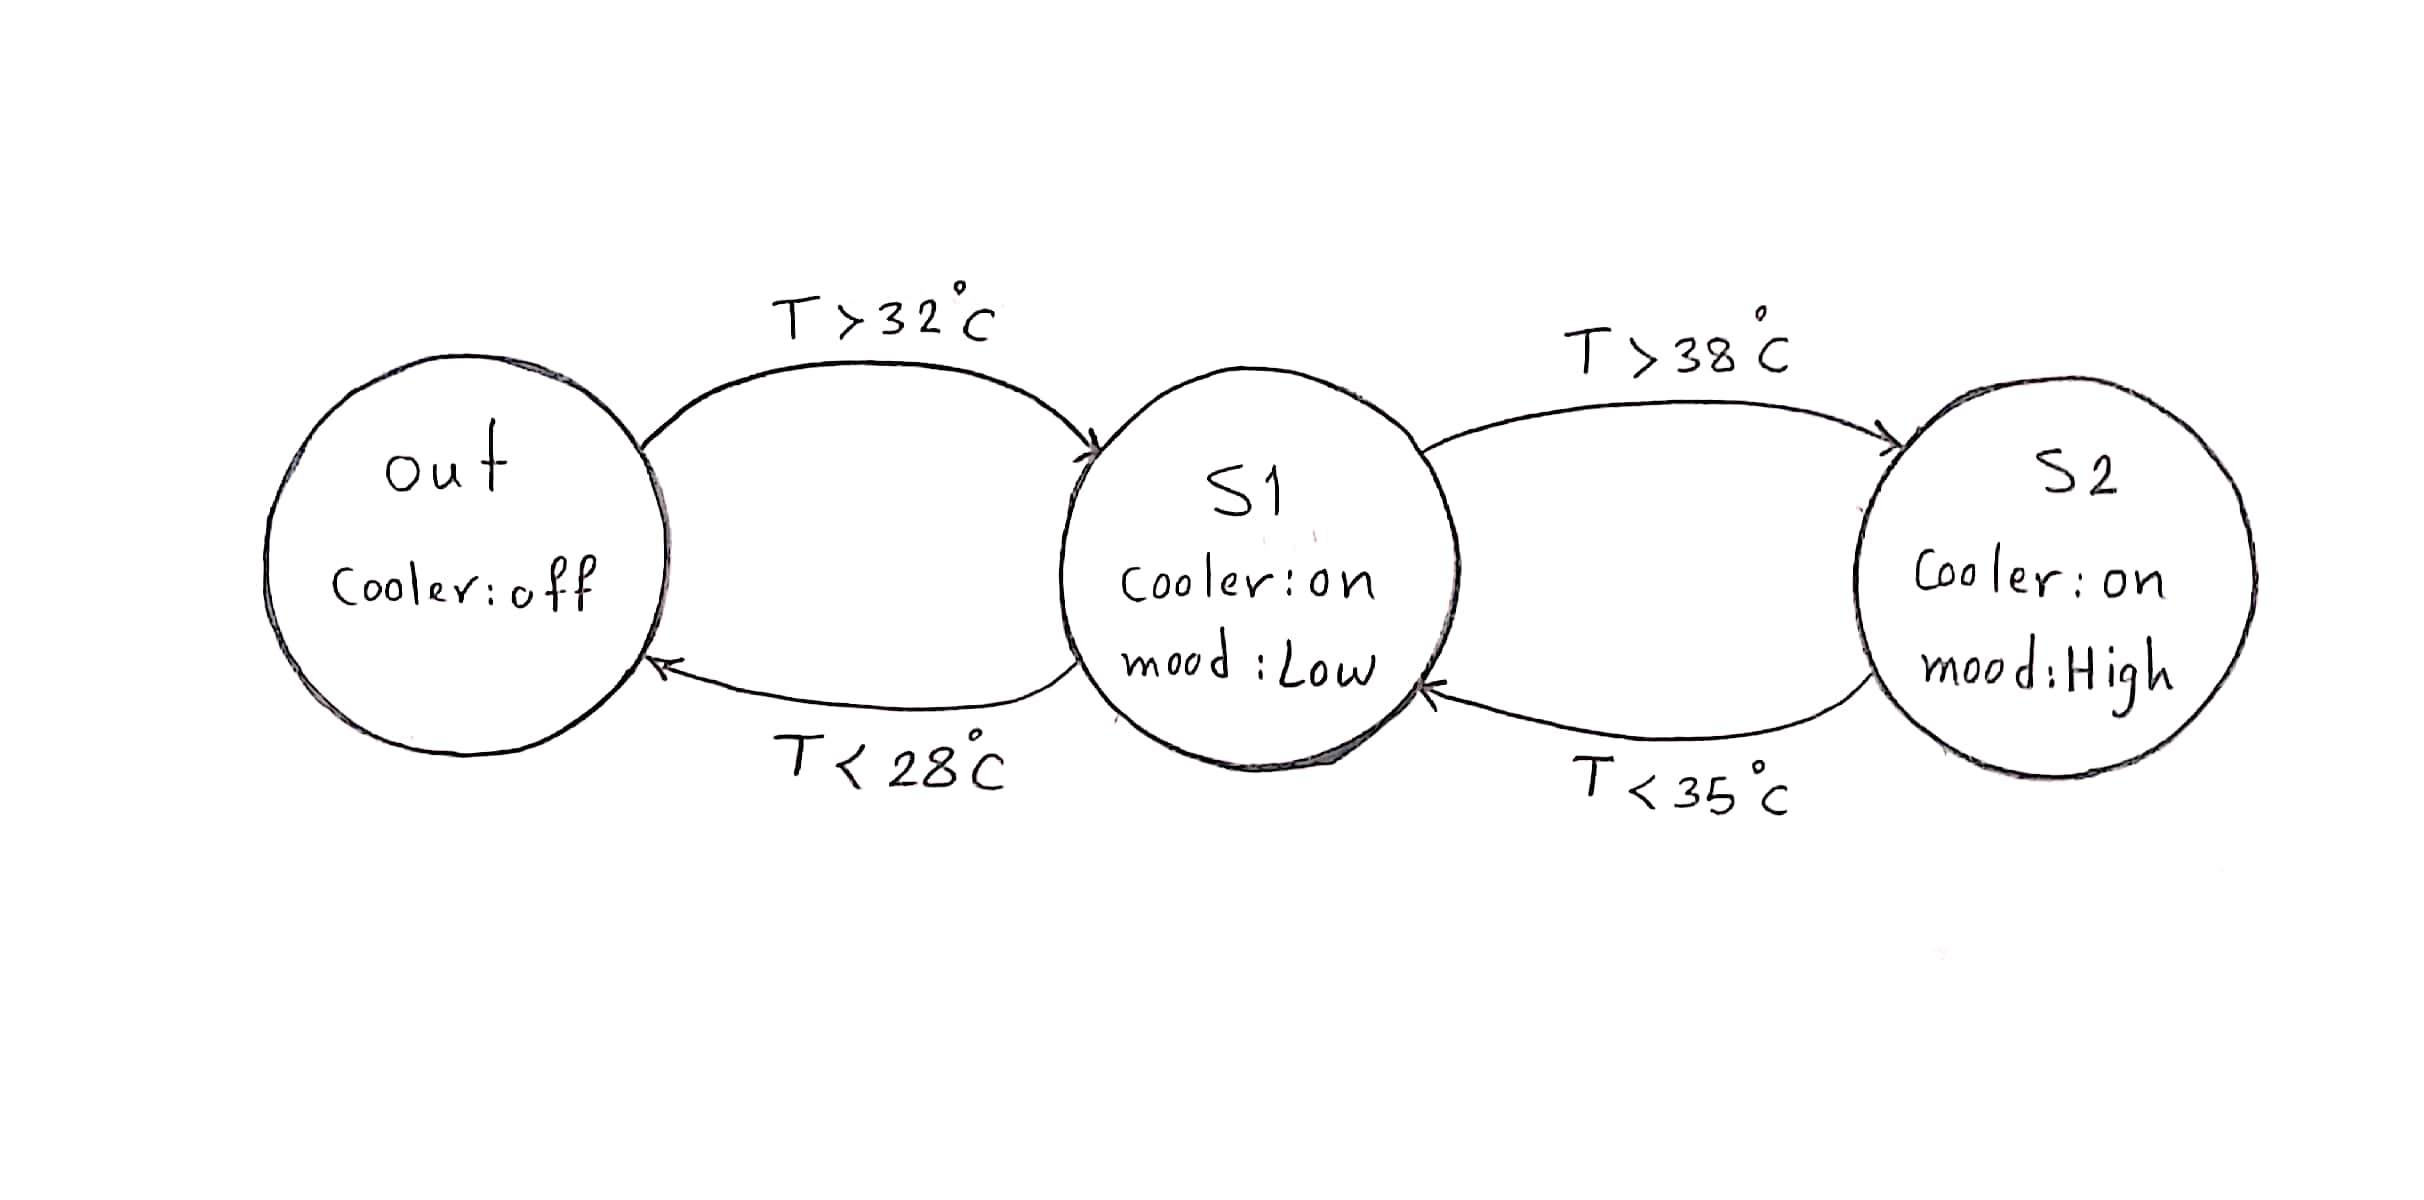 T>32°C
T>38°C
out
Cooler:off
S1
Cooler:on
mood:Low
S2
Cooler:on
mood:High
T<28°C
T<35°C